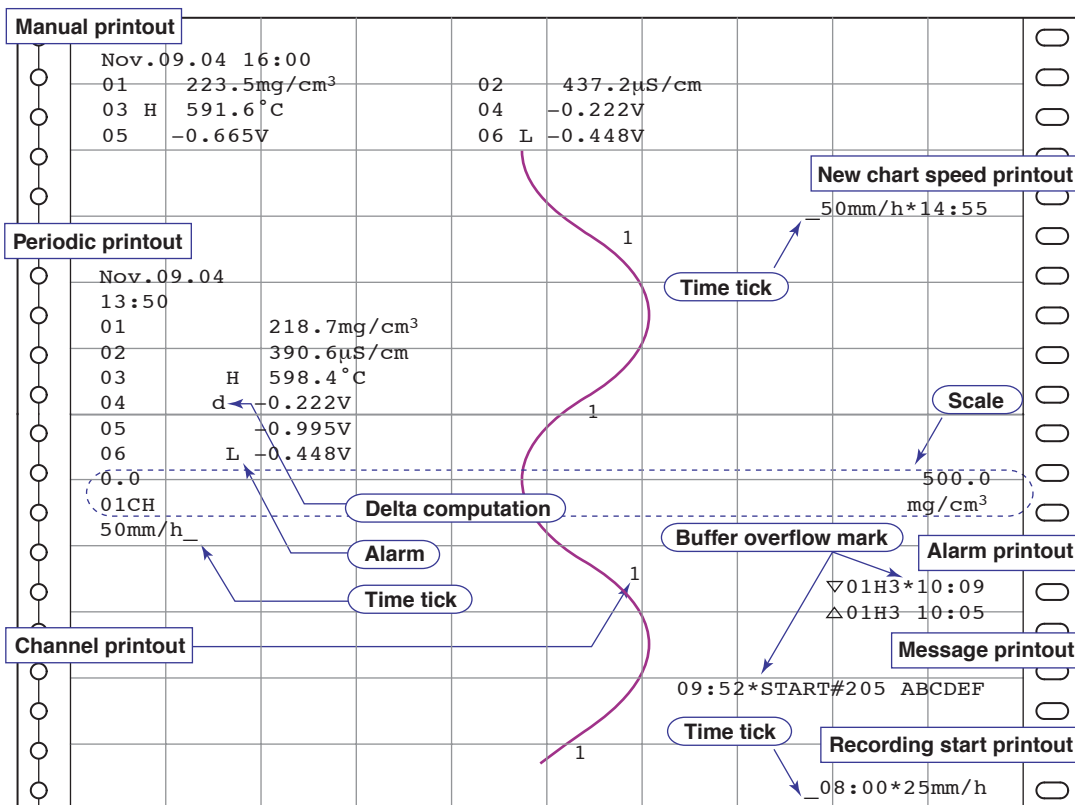 Manual printout
Nov.09.04 16:00
01 223.5mg/cm³ 02 437.2µS/cm
03 H 591.6°C 04 −0.222V
05 −0.665V 06 L −0.448V
New chart speed printout
_50mm/h*14:55
1
Time tick
Periodic printout
Nov.09.04
13:50
01 218.7mg/cm³
02 390.6µS/cm
03 H 598.4°C
04 d −0.222V
05 −0.995V
06 L −0.448V
1
Scale
0.0 500.0
01CH mg/cm³
50mm/h_
Delta computation
Alarm
Time tick
Buffer overflow mark
Alarm printout
1
▽01H3*10:09
△01H3 10:05
Channel printout
Message printout
09:52*START#205 ABCDEF
Time tick
1
Recording start printout
_08:00*25mm/h